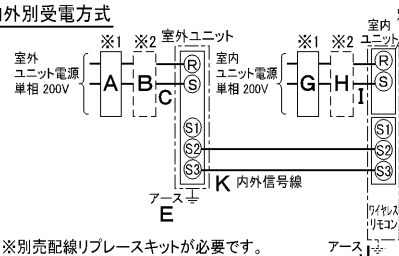 内外別受電方式
室外ユニット
室内
ユニット
※1 ※2
※1 ※2
室外
ユニット電源
単相 200V
A B C
R
S
室内
ユニット電源
単相 200V
G H I
R
S
S1
S2
S3
S1
S2
S3
K 内外信号線
アース
E
ワイヤレス
リモコン
※別売配線リプレースキットが必要です。
アース